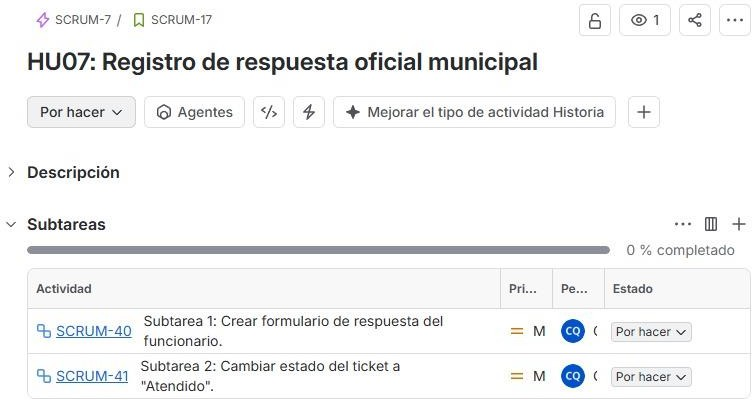 SCRUM-7 / SCRUM-17
1
HU07: Registro de respuesta oficial municipal
Por hacer Agentes </> Mejorar el tipo de actividad Historia
Descripción
Subtareas
0 % completado
Actividad Pri... Pe... Estado
SCRUM-40 Subtarea 1: Crear formulario de respuesta del
funcionario. M CQ Por hacer
SCRUM-41 Subtarea 2: Cambiar estado del ticket a
"Atendido". M CQ Por hacer